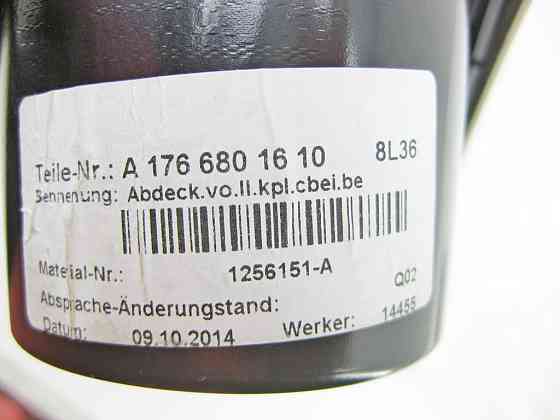 Teile-Nr.: A 176 680 16 10 8L36
Bennenung: Abdeck.vo.li.kpl.cbei.be
Material-Nr.: 1256151-A Q02
Absprache-Änderungstand: 14455
Datum: 09.10.2014 Werker: